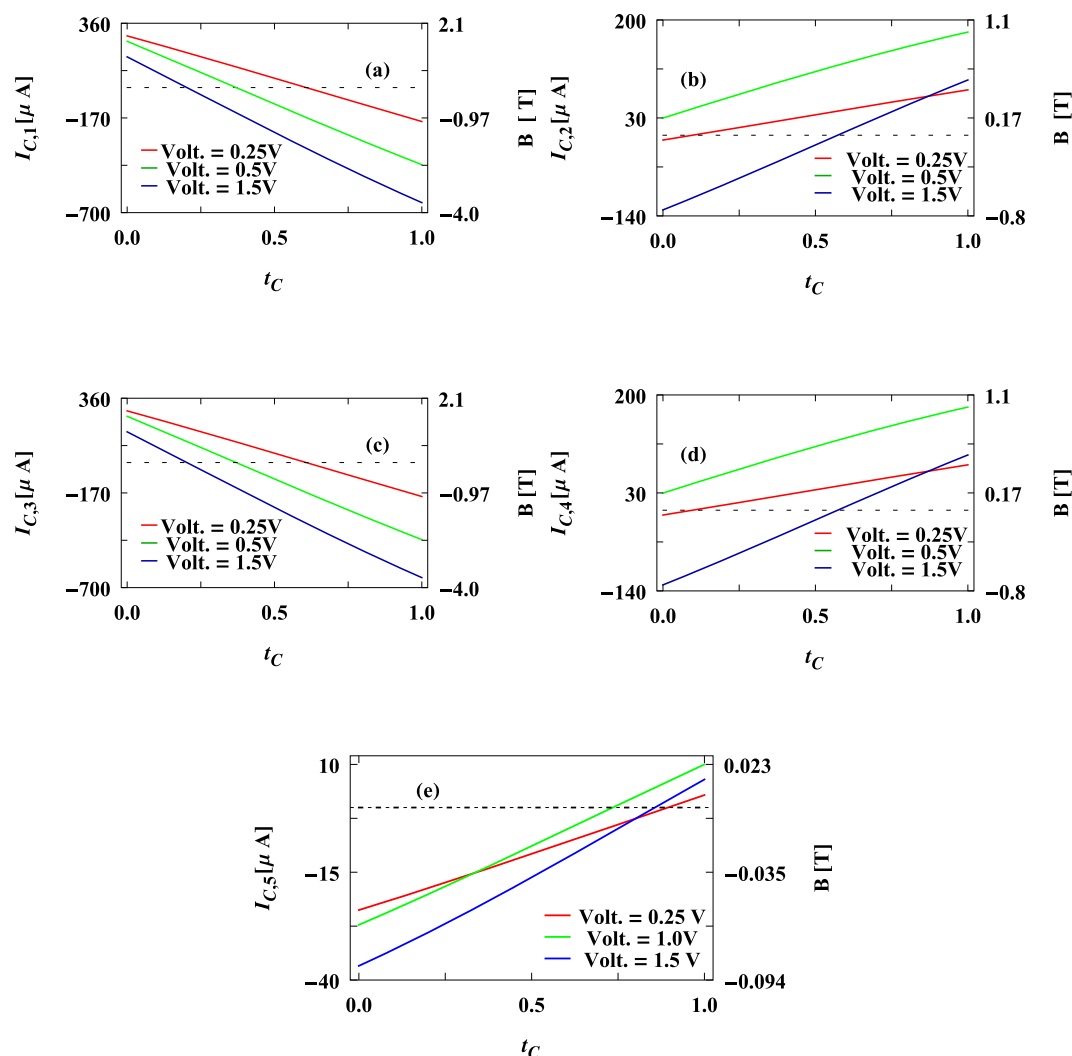 360
−170
−700
I_{C,1}[μ A]
2.1
−0.97
−4.0
B [T]
(a)
Volt. = 0.25V
Volt. = 0.5V
Volt. = 1.5V
0.0 0.5 1.0
t_C
200
30
−140
I_{C,2}[μ A]
1.1
0.17
−0.8
B [T]
(b)
Volt. = 0.25V
Volt. = 0.5V
Volt. = 1.5V
0.0 0.5 1.0
t_C
360
−170
−700
I_{C,3}[μ A]
2.1
−0.97
−4.0
B [T]
(c)
Volt. = 0.25V
Volt. = 0.5V
Volt. = 1.5V
0.0 0.5 1.0
t_C
200
30
−140
I_{C,4}[μ A]
1.1
0.17
−0.8
B [T]
(d)
Volt. = 0.25V
Volt. = 0.5V
Volt. = 1.5V
0.0 0.5 1.0
t_C
10
−15
−40
I_{C,5}[μ A]
0.023
−0.035
−0.094
B [T]
(e)
Volt. = 0.25 V
Volt. = 1.0V
Volt. = 1.5 V
0.0 0.5 1.0
t_C